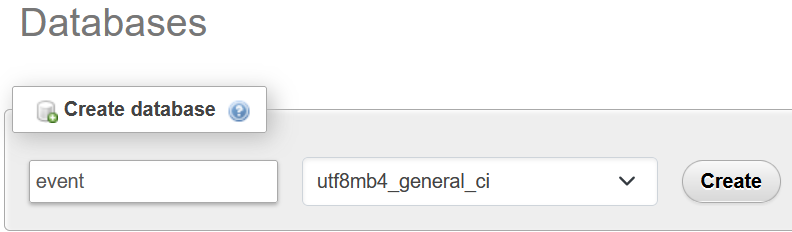 Databases
Create database
event utf8mb4_general_ci Create